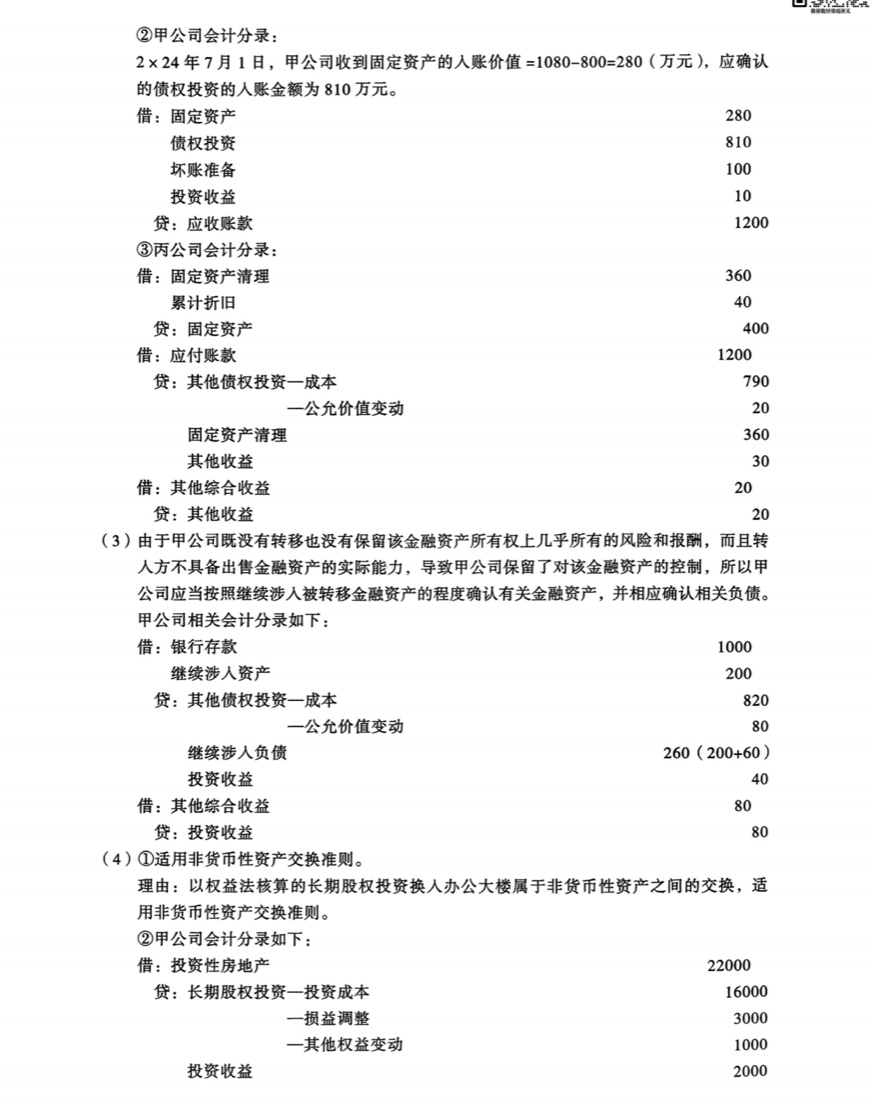 ②甲公司会计分录：
2×24年7月1日，甲公司收到固定资产的入账价值=1080-800=280（万元），应确认
的债权投资的入账金额为810万元。
借：固定资产 280
债权投资 810
坏账准备 100
投资收益 10
贷：应收账款 1200
③丙公司会计分录：
借：固定资产清理 360
累计折旧 40
贷：固定资产 400
借：应付账款 1200
贷：其他债权投资—成本 790
—公允价值变动 20
固定资产清理 360
其他收益 30
借：其他综合收益 20
贷：其他收益 20
（3）由于甲公司既没有转移也没有保留该金融资产所有权上几乎所有的风险和报酬，而且转
入方不具备出售金融资产的实际能力，导致甲公司保留了对该金融资产的控制，所以甲
公司应当按照继续涉入被转移金融资产的程度确认有关金融资产，并相应确认相关负债。
甲公司相关会计分录如下：
借：银行存款 1000
继续涉入资产 200
贷：其他债权投资—成本 820
—公允价值变动 80
继续涉入负债 260（200+60）
投资收益 40
借：其他综合收益 80
贷：投资收益 80
（4）①适用非货币性资产交换准则。
理由：以权益法核算的长期股权投资换入办公大楼属于非货币性资产之间的交换，适
用非货币性资产交换准则。
②甲公司会计分录如下：
借：投资性房地产 22000
贷：长期股权投资—投资成本 16000
—损益调整 3000
—其他权益变动 1000
投资收益 2000